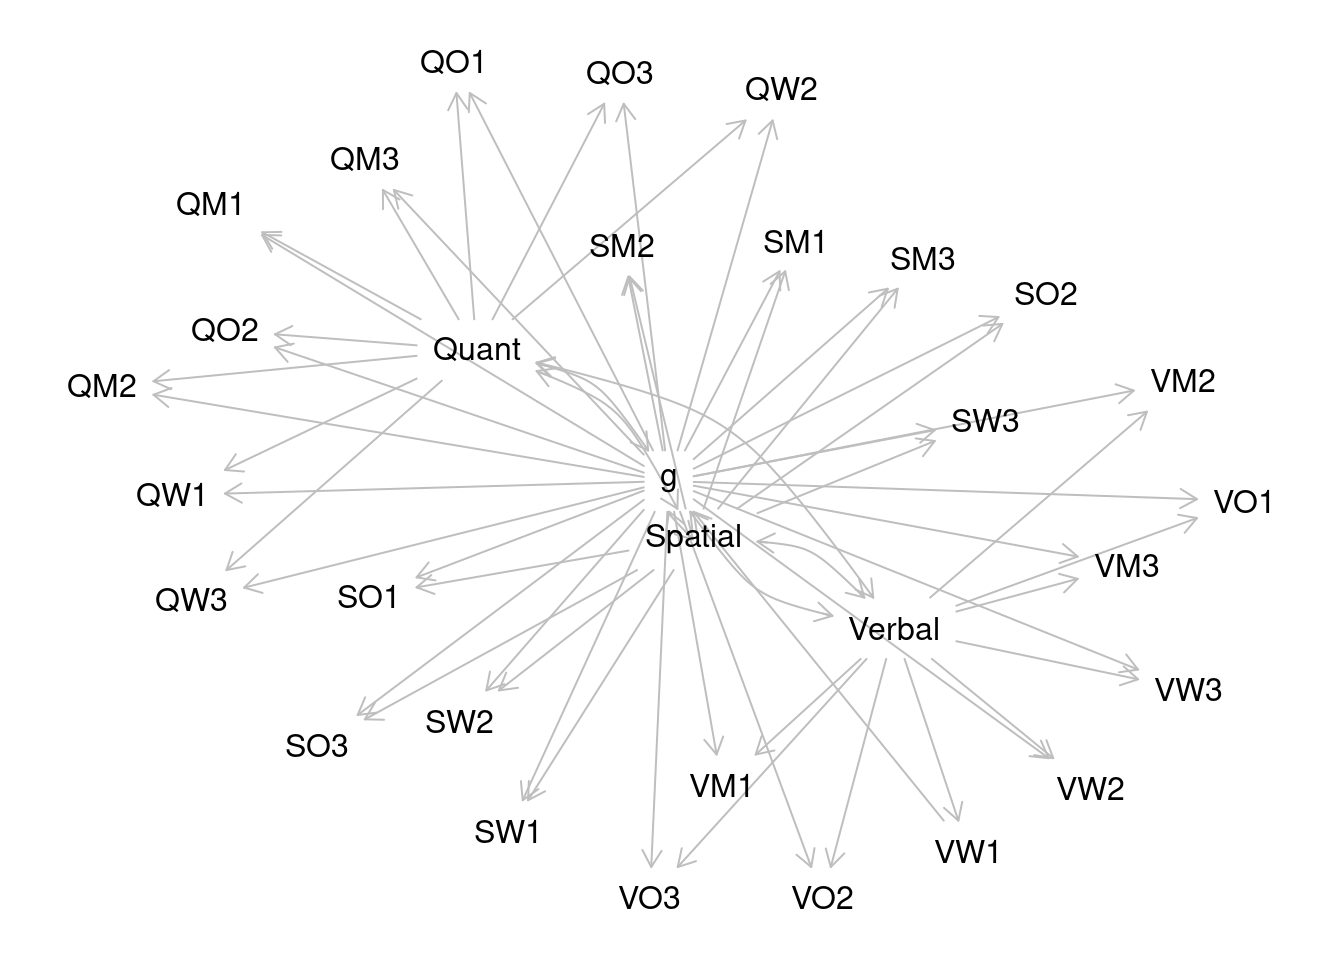 QO1
QO3
QW2
QM3
QM1
SM2
SM1
SM3
SO2
QO2
Quant
QM2
VM2
SW3
g
QW1
VO1
Spatial
VM3
QW3
SO1
Verbal
VW3
SW2
SO3
VM1
VW2
SW1
VW1
VO3
VO2